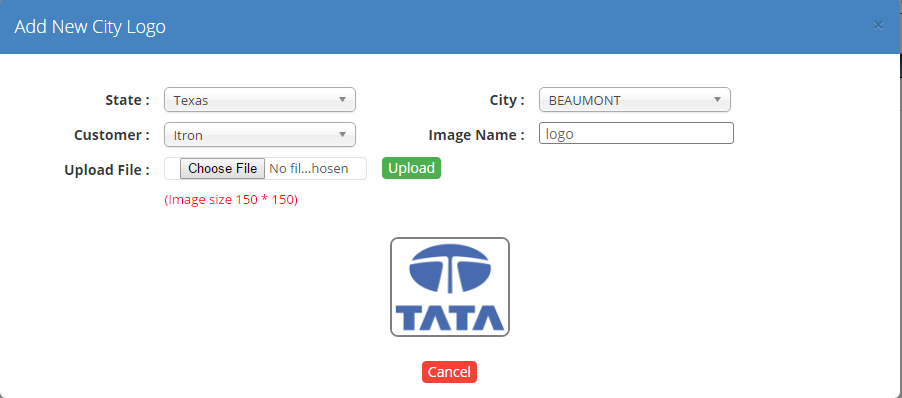 Add New City Logo ×
State : Texas City : BEAUMONT
Customer : Itron Image Name : logo
Upload File : Choose File No fil...hosen Upload
(Image size 150 * 150)
TATA
Cancel